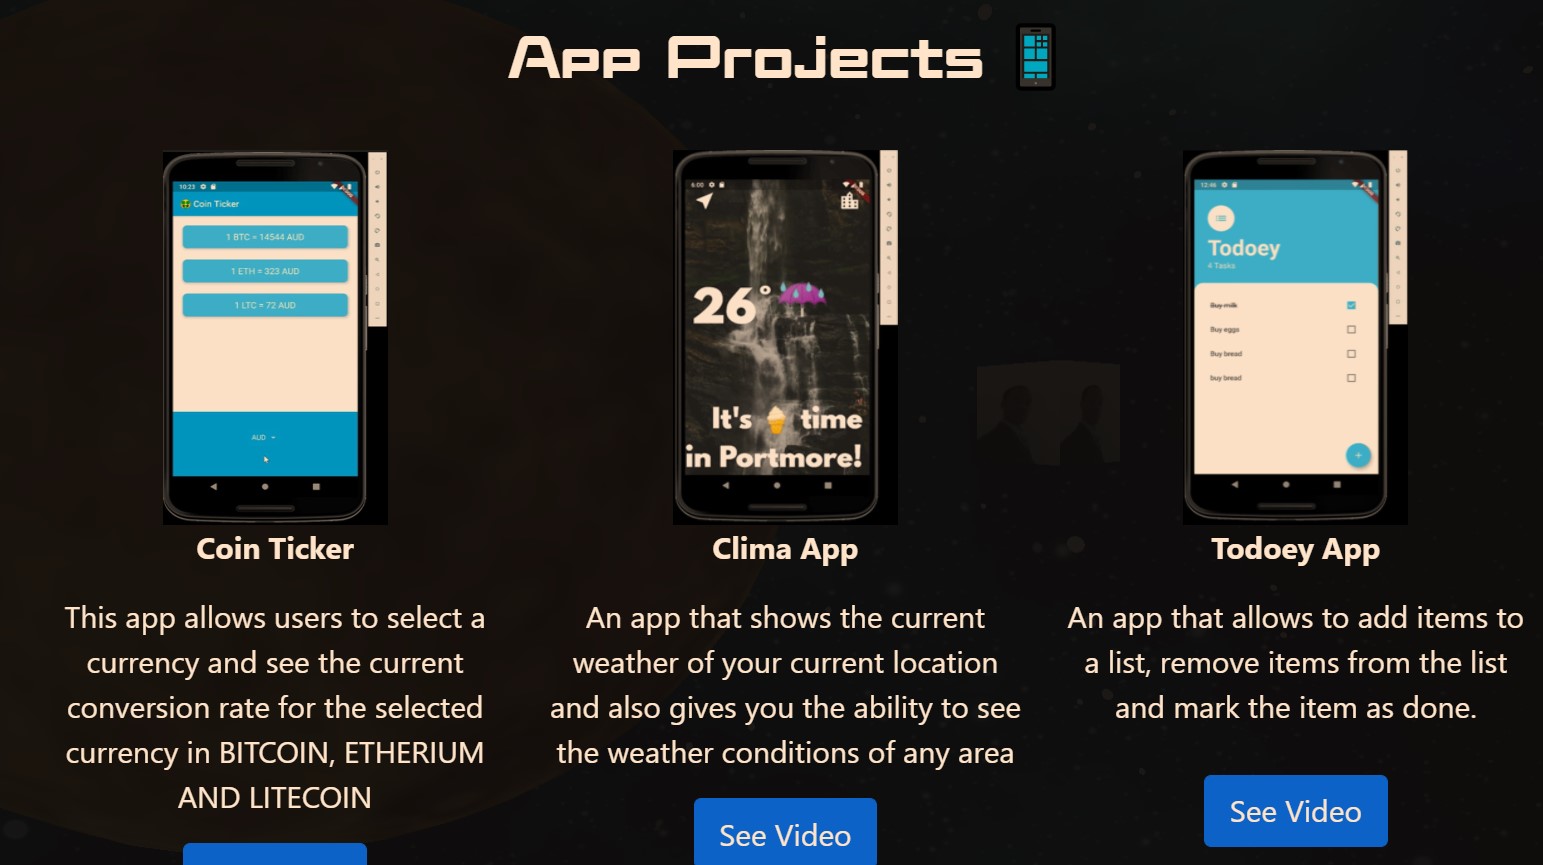 App Projects
10:23
Coin Ticker
1 BTC = 14544 AUD
1 ETH = 323 AUD
1 LTC = 72 AUD
AUD
Coin Ticker
This app allows users to select a
currency and see the current
conversion rate for the selected
currency in BITCOIN, ETHERIUM
AND LITECOIN
6:00
26°
It's time
in Portmore!
Clima App
An app that shows the current
weather of your current location
and also gives you the ability to see
the weather conditions of any area
See Video
12:46
Todoey
4 Tasks
Buy milk
Buy eggs
Buy bread
buy bread
Todoey App
An app that allows to add items to
a list, remove items from the list
and mark the item as done.
See Video